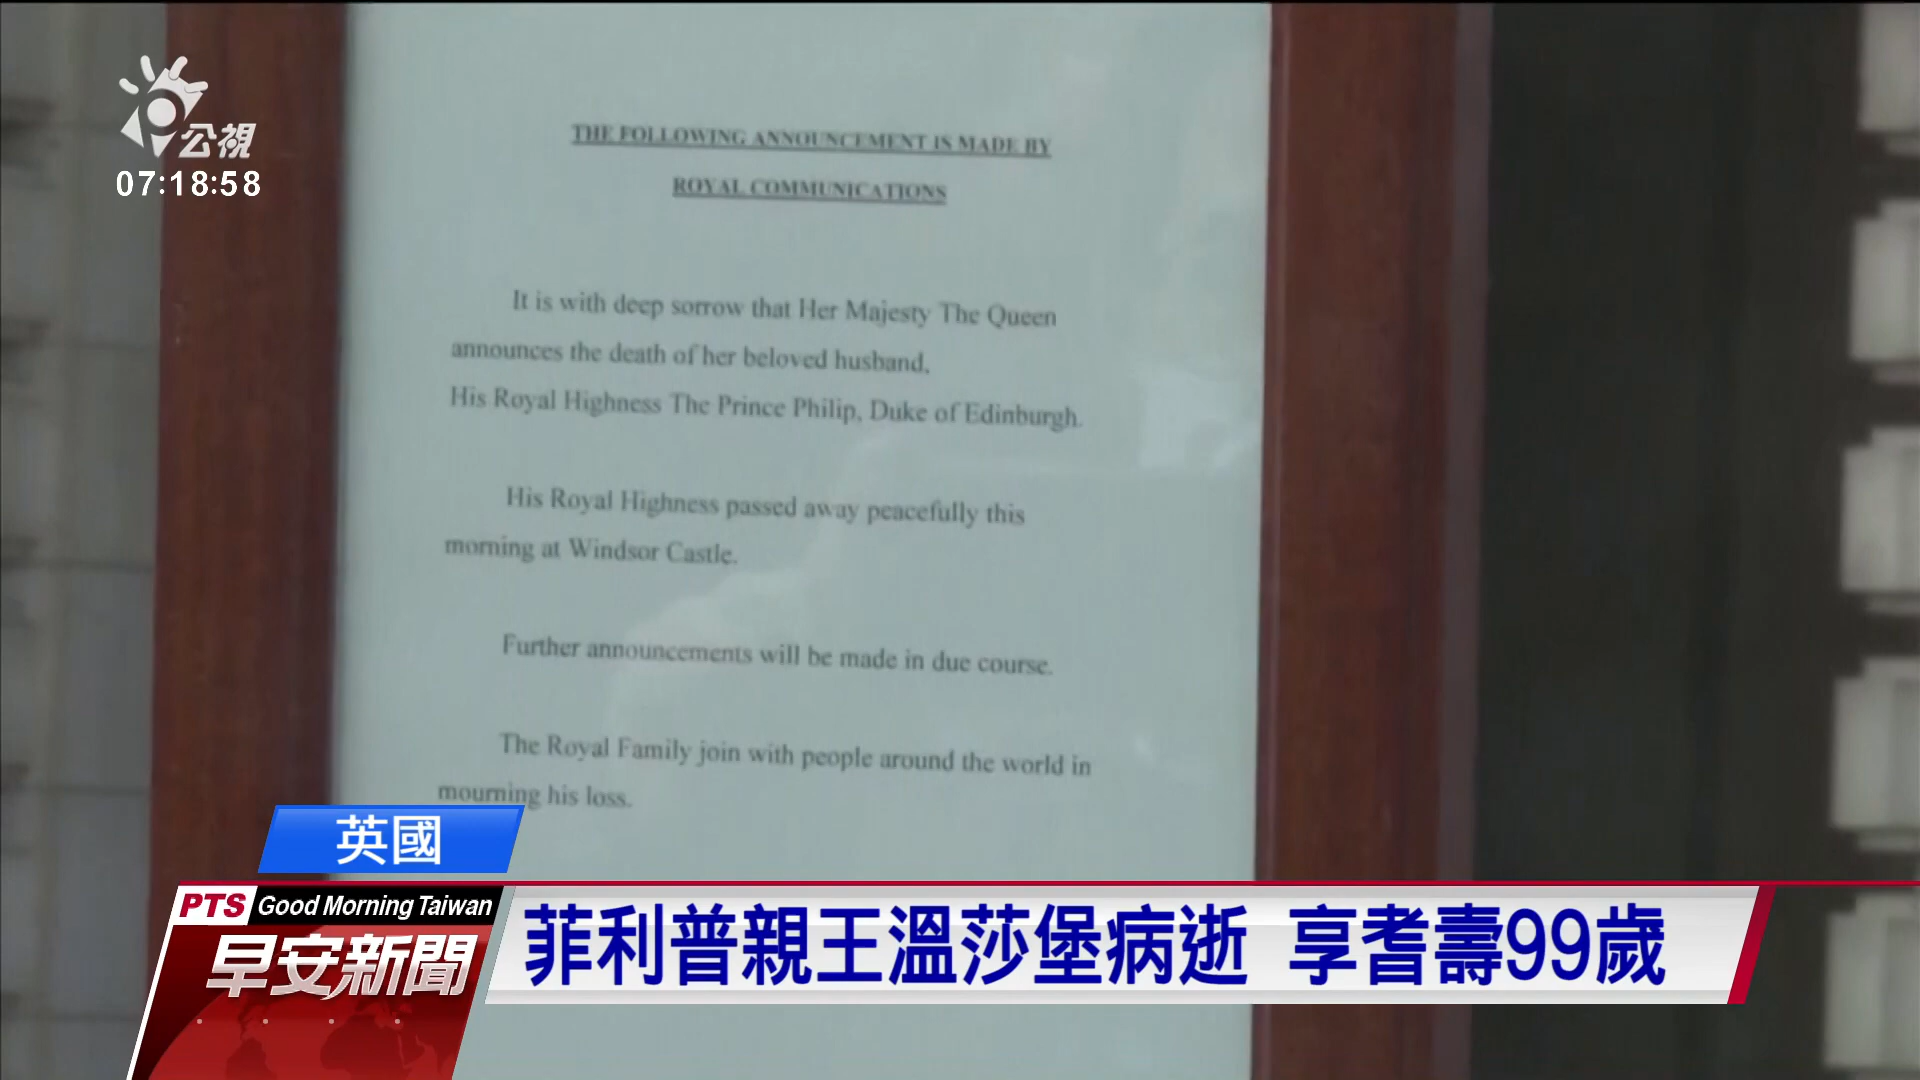 公視
07:18:58
THE FOLLOWING ANNOUNCEMENT IS MADE BY
ROYAL COMMUNICATIONS
It is with deep sorrow that Her Majesty The Queen
announces the death of her beloved husband,
His Royal Highness The Prince Philip, Duke of Edinburgh.
His Royal Highness passed away peacefully this
morning at Windsor Castle.
Further announcements will be made in due course.
The Royal Family join with people around the world in
mourning his loss.
英國
PTS Good Morning Taiwan
早安新聞
菲利普親王溫莎堡病逝 享耆壽99歲